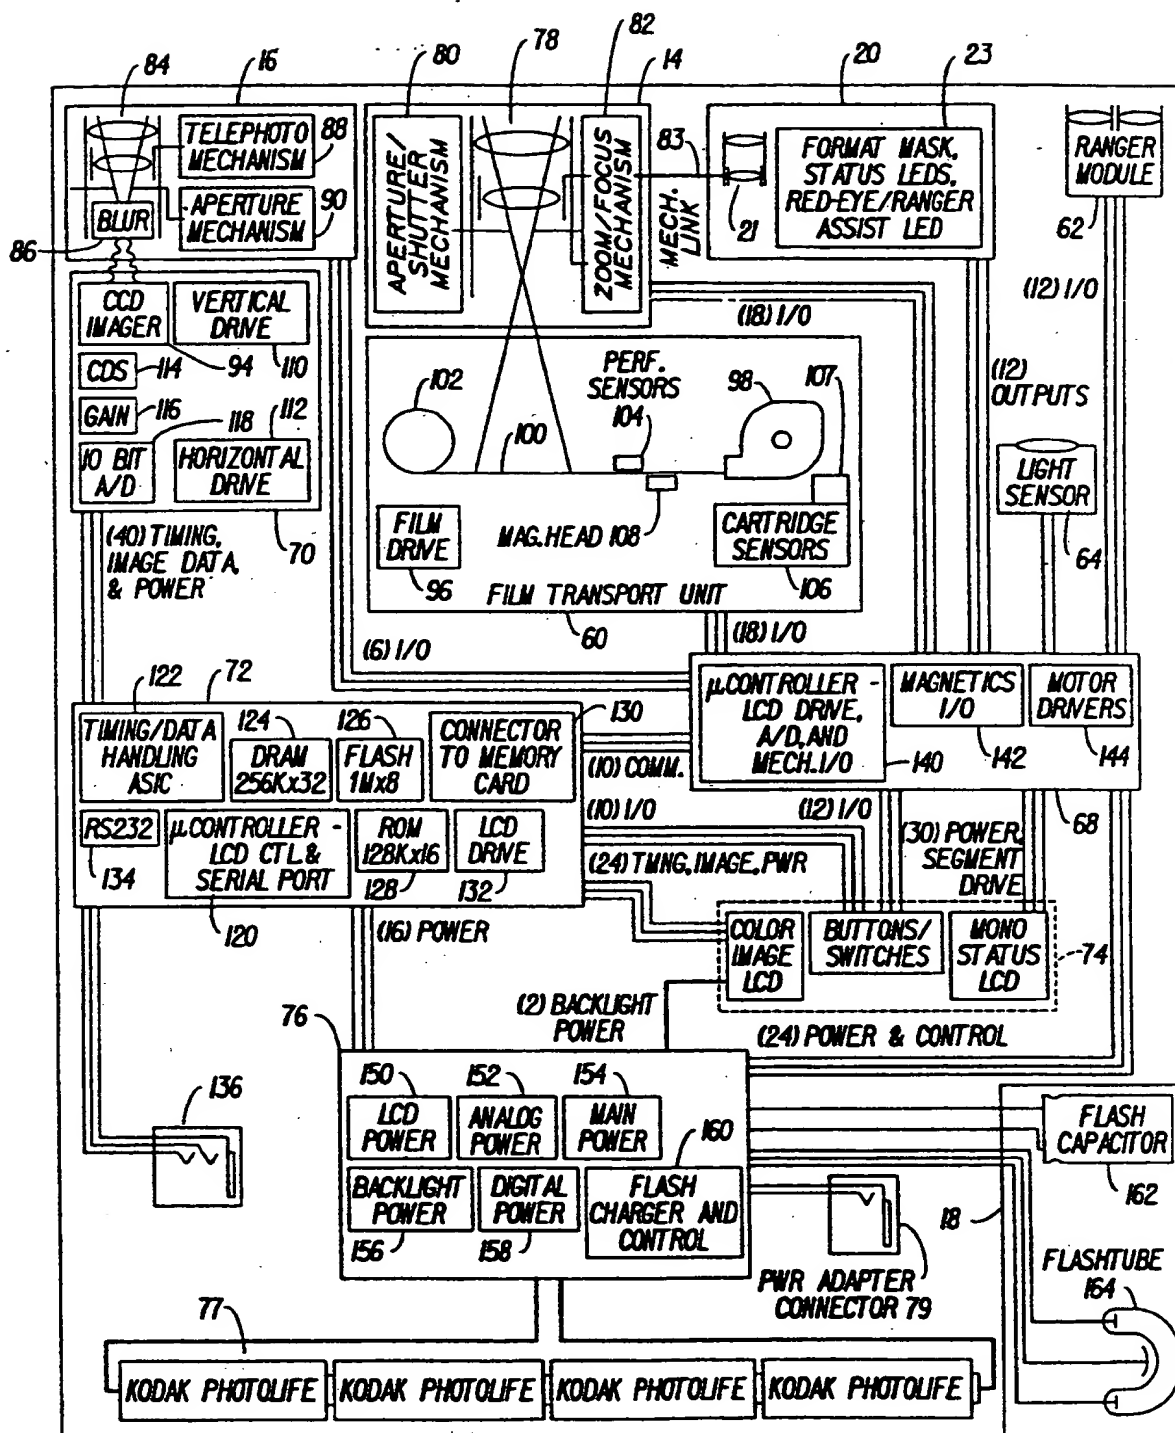 84
16
80
78
82
14
20
23
TELEPHOTO
MECHANISM
88
APERTURE
MECHANISM
90
BLUR
86
APERTURE/
SHUTTER
MECHANISM
ZOOM/FOCUS
MECHANISM
83
MECH.
LINK
21
FORMAT MASK,
STATUS LEDS,
RED-EYE/RANGER
ASSIST LED
RANGER
MODULE
62
CCD
IMAGER
VERTICAL
DRIVE
CDS
114
94
110
GAIN
116
118
112
10 BIT
A/D
HORIZONTAL
DRIVE
(40) TIMING,
IMAGE DATA,
& POWER
70
(18) I/O
(12) I/O
(12)
OUTPUTS
102
PERF.
SENSORS
104
98
107
100
FILM
DRIVE
96
MAG.HEAD 108
CARTRIDGE
SENSORS
106
FILM TRANSPORT UNIT
60
LIGHT
SENSOR
64
(6) I/O
(18) I/O
122
72
TIMING/DATA
HANDLING
ASIC
124
DRAM
256Kx32
126
FLASH
1Mx8
130
CONNECTOR
TO MEMORY
CARD
RS232
134
μCONTROLLER -
LCD CTL &
SERIAL PORT
120
ROM
128Kx16
128
LCD
DRIVE
132
(10) COMM.
(10) I/O
μCONTROLLER -
LCD DRIVE,
A/D, AND
MECH. I/O
140
MAGNETICS
I/O
142
MOTOR
DRIVERS
144
68
(12) I/O
(30) POWER,
SEGMENT
DRIVE
(24) TMNG, IMAGE, PWR
(16) POWER
COLOR
IMAGE
LCD
BUTTONS/
SWITCHES
MONO
STATUS
LCD
74
(2) BACKLIGHT
POWER
(24) POWER & CONTROL
76
136
150
LCD
POWER
152
ANALOG
POWER
154
MAIN
POWER
160
BACKLIGHT
POWER
156
DIGITAL
POWER
158
FLASH
CHARGER AND
CONTROL
PWR ADAPTER
CONNECTOR 79
18
FLASH
CAPACITOR
162
FLASHTUBE
164
77
KODAK PHOTOLIFE
KODAK PHOTOLIFE
KODAK PHOTOLIFE
KODAK PHOTOLIFE